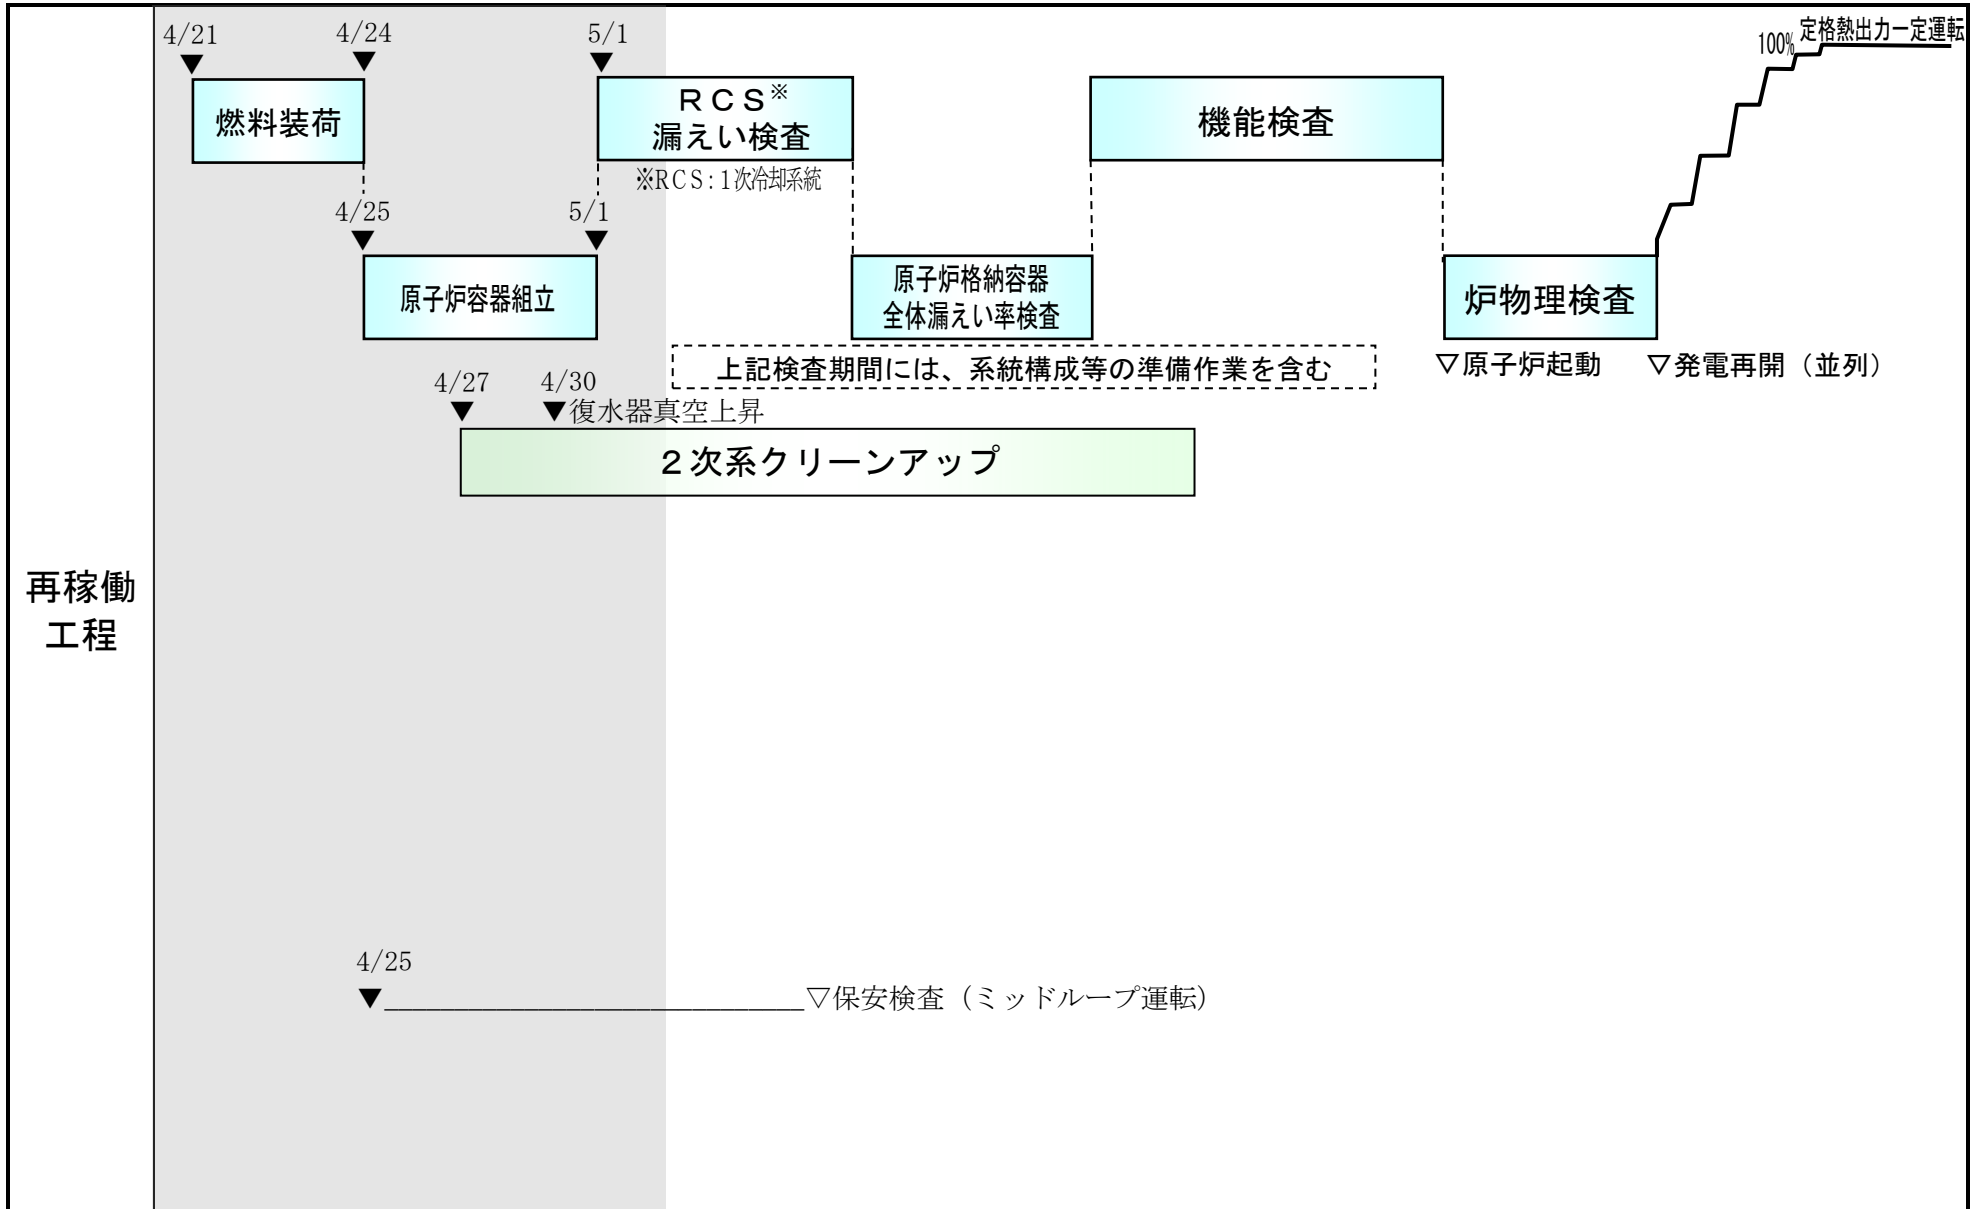 4/21
4/24
5/1
100%
定格熱出力一定運転
燃料装荷
ＲＣＳ※
漏えい検査
機能検査
※RCS:1次冷却系統
4/25
5/1
原子炉容器組立
原子炉格納容器
全体漏えい率検査
炉物理検査
上記検査期間には、系統構成等の準備作業を含む
▽原子炉起動
▽発電再開（並列）
4/27
4/30
▼復水器真空上昇
２次系クリーンアップ
再稼働
工程
4/25
▼______________________________▽保安検査（ミッドループ運転）